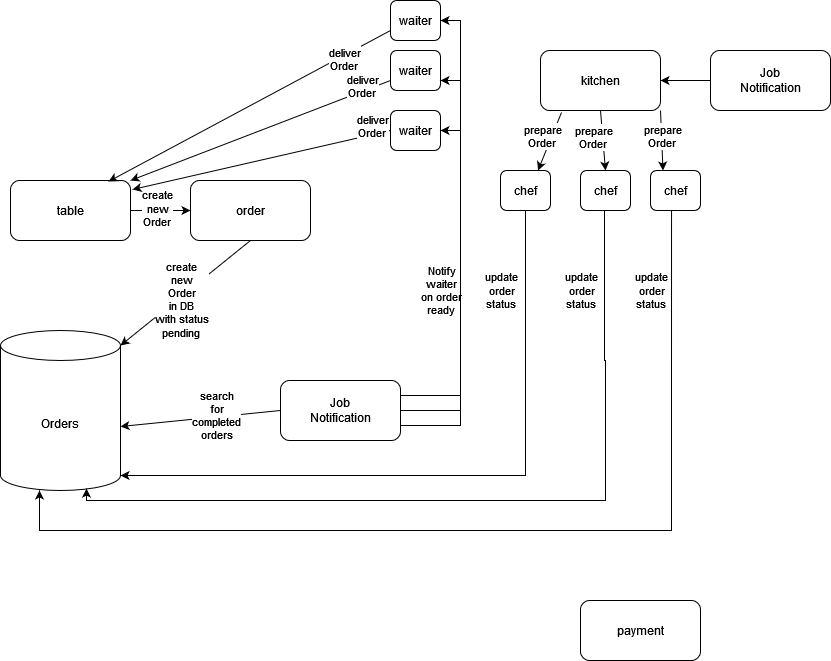 waiter
deliver
Order
waiter
deliver
Order
waiter
deliver
Order
kitchen
Job
Notification
prepare
Order
prepare
Order
prepare
Order
chef
chef
chef
table
create
new
Order
order
create
new
Order
in DB
with status
pending
Notify
waiter
on order
ready
update
order
status
update
order
status
update
order
status
Orders
search
for
completed
orders
Job
Notification
payment